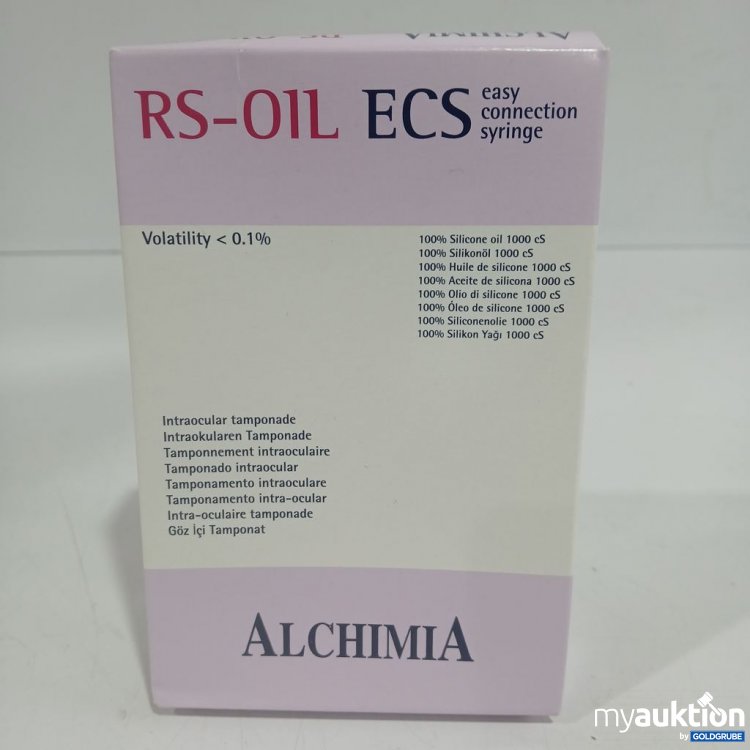 ALCHIMIA
RS-OIL ECS easy connection syringe
Volatility < 0.1%
100% Silicone oil 1000 cS
100% Silikonöl 1000 cS
100% Huile de silicone 1000 cS
100% Aceite de silicona 1000 cS
100% Olio di silicone 1000 cS
100% Óleo de silicone 1000 cS
100% Siliconenolie 1000 cS
100% Silikon Yağı 1000 cS
Intraocular tamponade
Intraokularen Tamponade
Tamponnement intraoculaire
Tamponado intraocular
Tamponamento intraoculare
Tamponamento intra-ocular
Intra-oculaire tamponade
Göz İçi Tamponat
ALCHIMIA
myauktion
by GOLDGRUBE